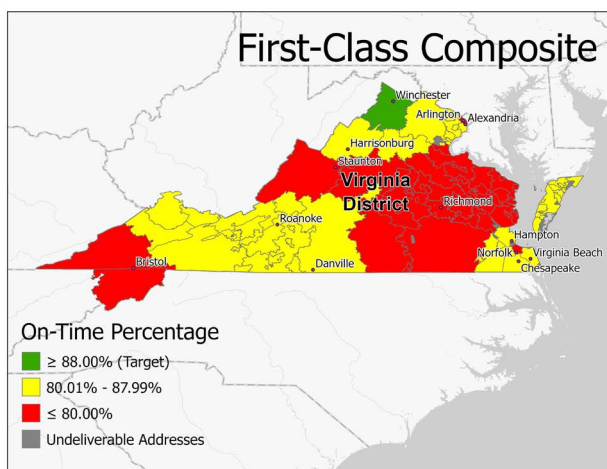 First-Class Composite
Winchester
Arlington
Alexandria
Harrisonburg
Staunton
Virginia
District
Richmond
Roanoke
Hampton
Norfolk
Virginia Beach
Chesapeake
Bristol
Danville
On-Time Percentage
≥ 88.00% (Target)
80.01% - 87.99%
≤ 80.00%
Undeliverable Addresses